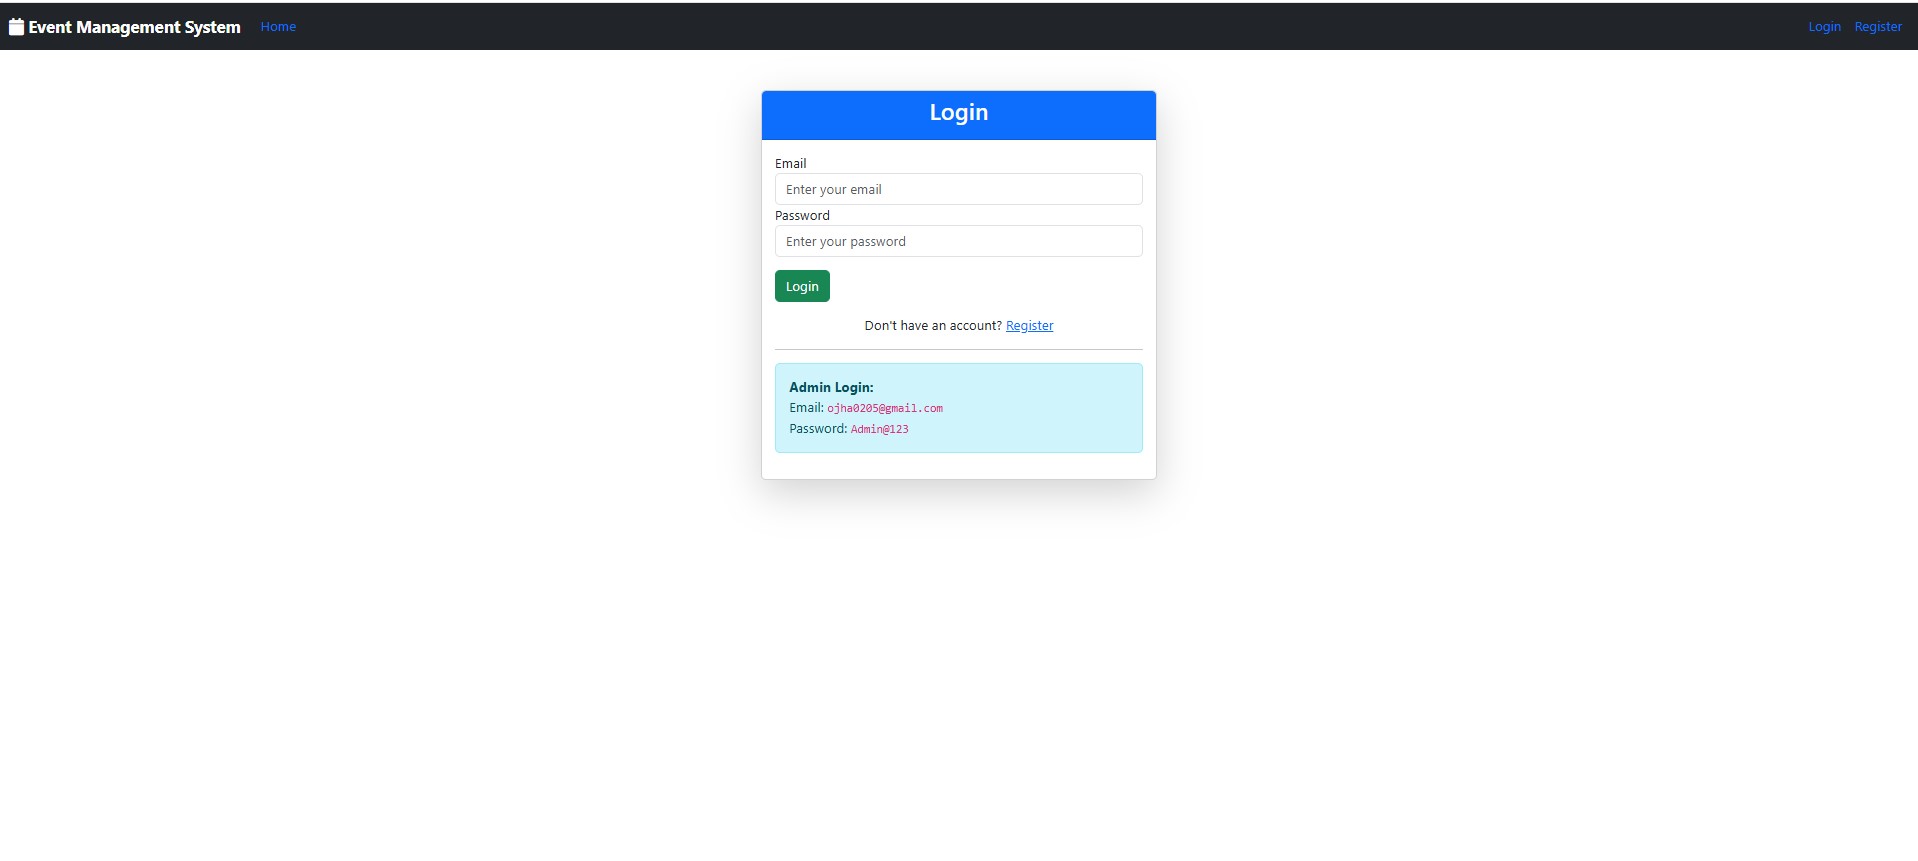 Event Management System Home Login Register
Login
Email
Enter your email
Password
Enter your password
Login
Don't have an account? Register
Admin Login:
Email: ojha0205@gmail.com
Password: Admin@123